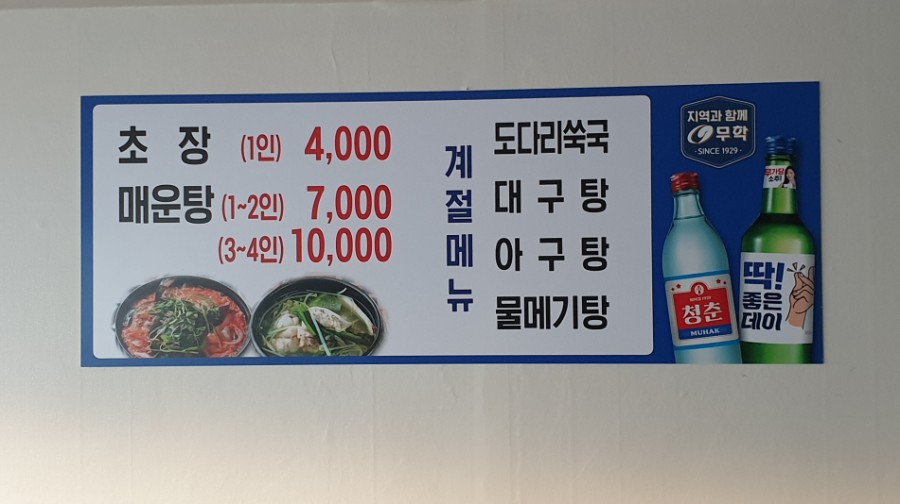 초 장 (1인) 4,000
매운탕 (1~2인) 7,000
(3~4인) 10,000
계절메뉴
도다리쑥국
대 구 탕
아 구 탕
물메기탕
지역과 함께
무학
·SINCE 1929·
청춘
MUHAK
딱!
좋은
데이